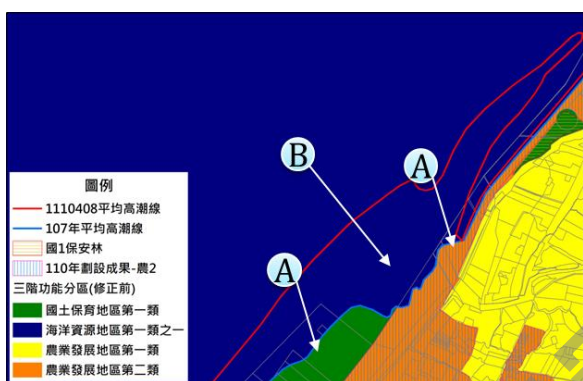 B
A
A
圖例
1110408平均高潮線
107年平均高潮線
國1保安林
110年劃設成果-農2
三階功能分區(修正前)
國土保育地區第一類
海洋資源地區第一類之一
農業發展地區第一類
農業發展地區第二類